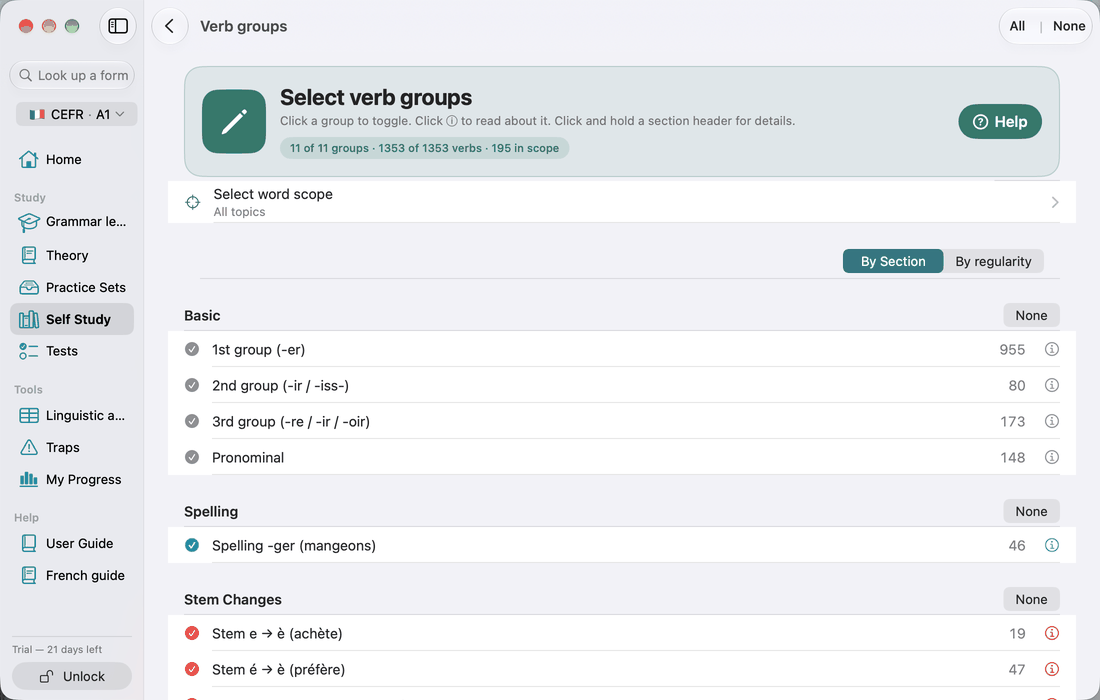 Verb groups
All
None
Look up a form
CEFR · A1
Home
Study
Grammar le...
Theory
Practice Sets
Self Study
Tests
Tools
Linguistic a...
Traps
My Progress
Help
User Guide
French guide
Trial — 21 days left
Unlock
Select verb groups
Click a group to toggle. Click ⓘ to read about it. Click and hold a section header for details.
11 of 11 groups · 1353 of 1353 verbs · 195 in scope
Help
Select word scope
All topics
By Section
By regularity
Basic
None
1st group (-er) 955
2nd group (-ir / -iss-) 80
3rd group (-re / -ir / -oir) 173
Pronominal 148
Spelling
None
Spelling -ger (mangeons) 46
Stem Changes
None
Stem e → è (achète) 19
Stem é → è (préfère) 47